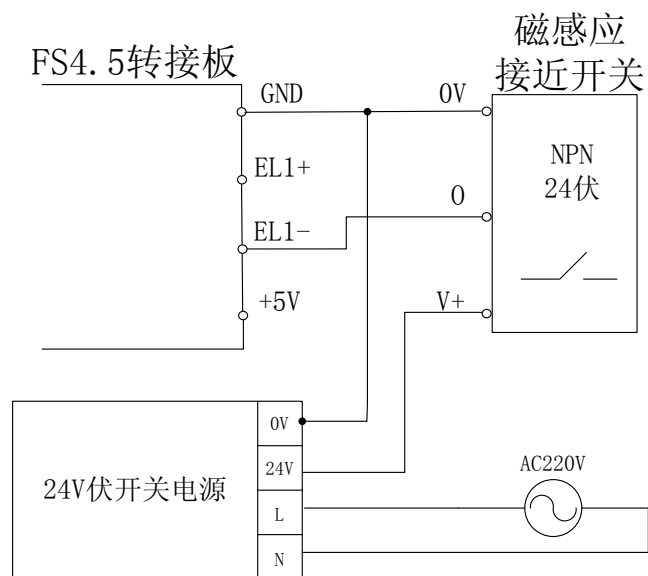 磁感应
接近开关
FS4.5转接板
GND
0V
NPN
24伏
EL1+
O
EL1-
+5V
V+
0V
24V
24V伏开关电源
L
N
AC220V